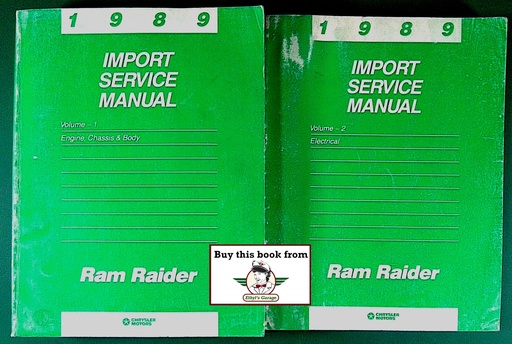 1 9 8 9
IMPORT
SERVICE
MANUAL
Volume – 1
Engine, Chassis & Body
Ram Raider
CHRYSLER
MOTORS
1 9 8 9
IMPORT
SERVICE
MANUAL
Volume – 2
Electrical
Ram Raider
CHRYSLER
MOTORS
Buy this book from
Ethyl's Garage